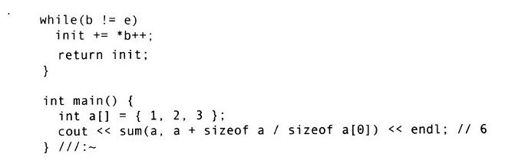 while(b != e)
init += *b++;
return init;
}
int main() {
int a[] = { 1, 2, 3 };
cout << sum(a, a + sizeof a / sizeof a[0]) << endl; // 6
} ///:~